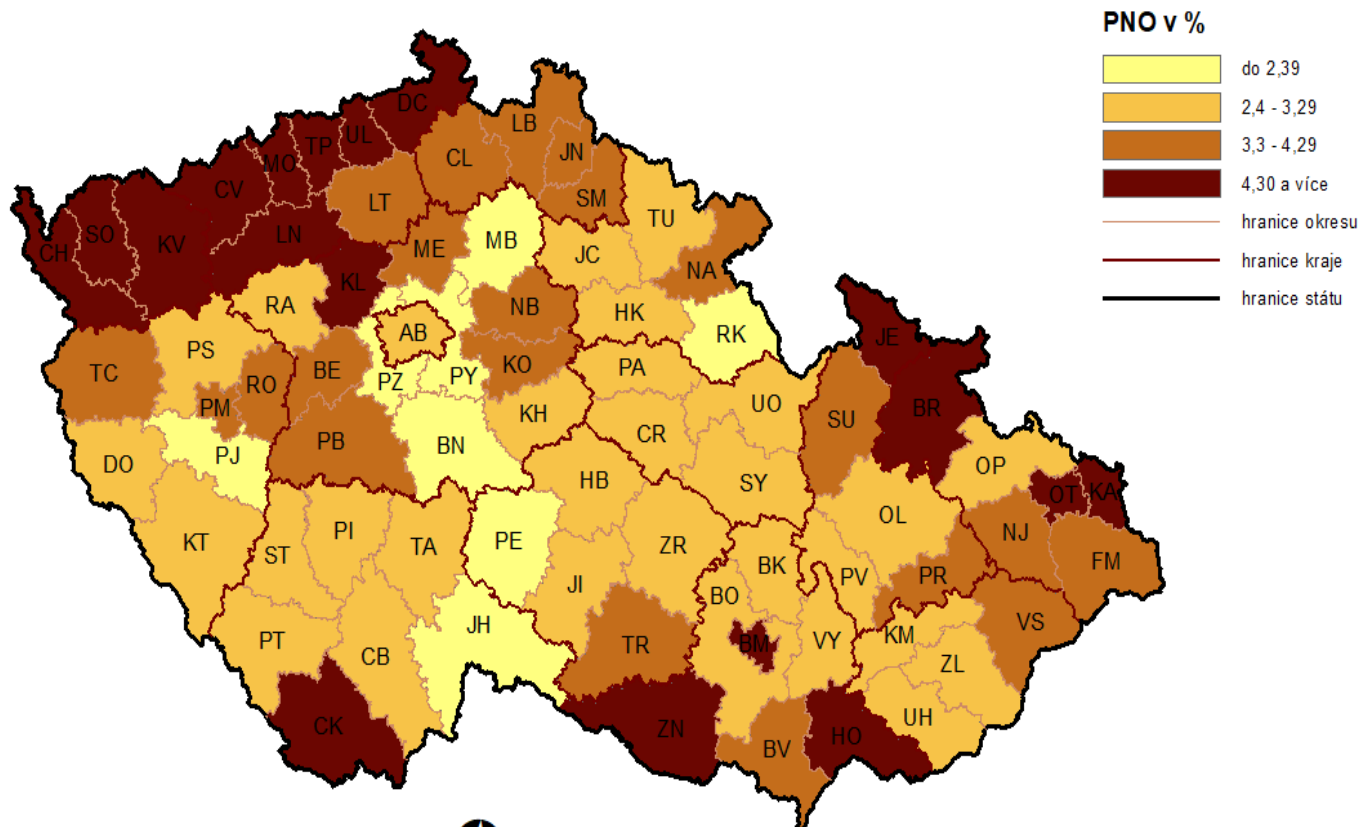 PNO v %
do 2,39
2,4 - 3,29
3,3 - 4,29
4,30 a více
hranice okresu
hranice kraje
hranice státu
DC
UL
TP
MO
LB
CL
JN
CV
LT
SM
TU
SO
KV
LN
ME
MB
JC
CH
KL
NA
RA
NB
HK
AB
RK
JE
PS
KO
PA
TC
RO
BE
PZ
PY
UO
BR
PM
KH
SU
PB
CR
PJ
BN
DO
HB
SY
OP
OT
KA
OL
NJ
KT
ST
PI
TA
PE
ZR
BK
PV
PR
FM
JI
BO
VS
PT
CB
JH
TR
BM
VY
KM
ZL
CK
ZN
BV
HO
UH